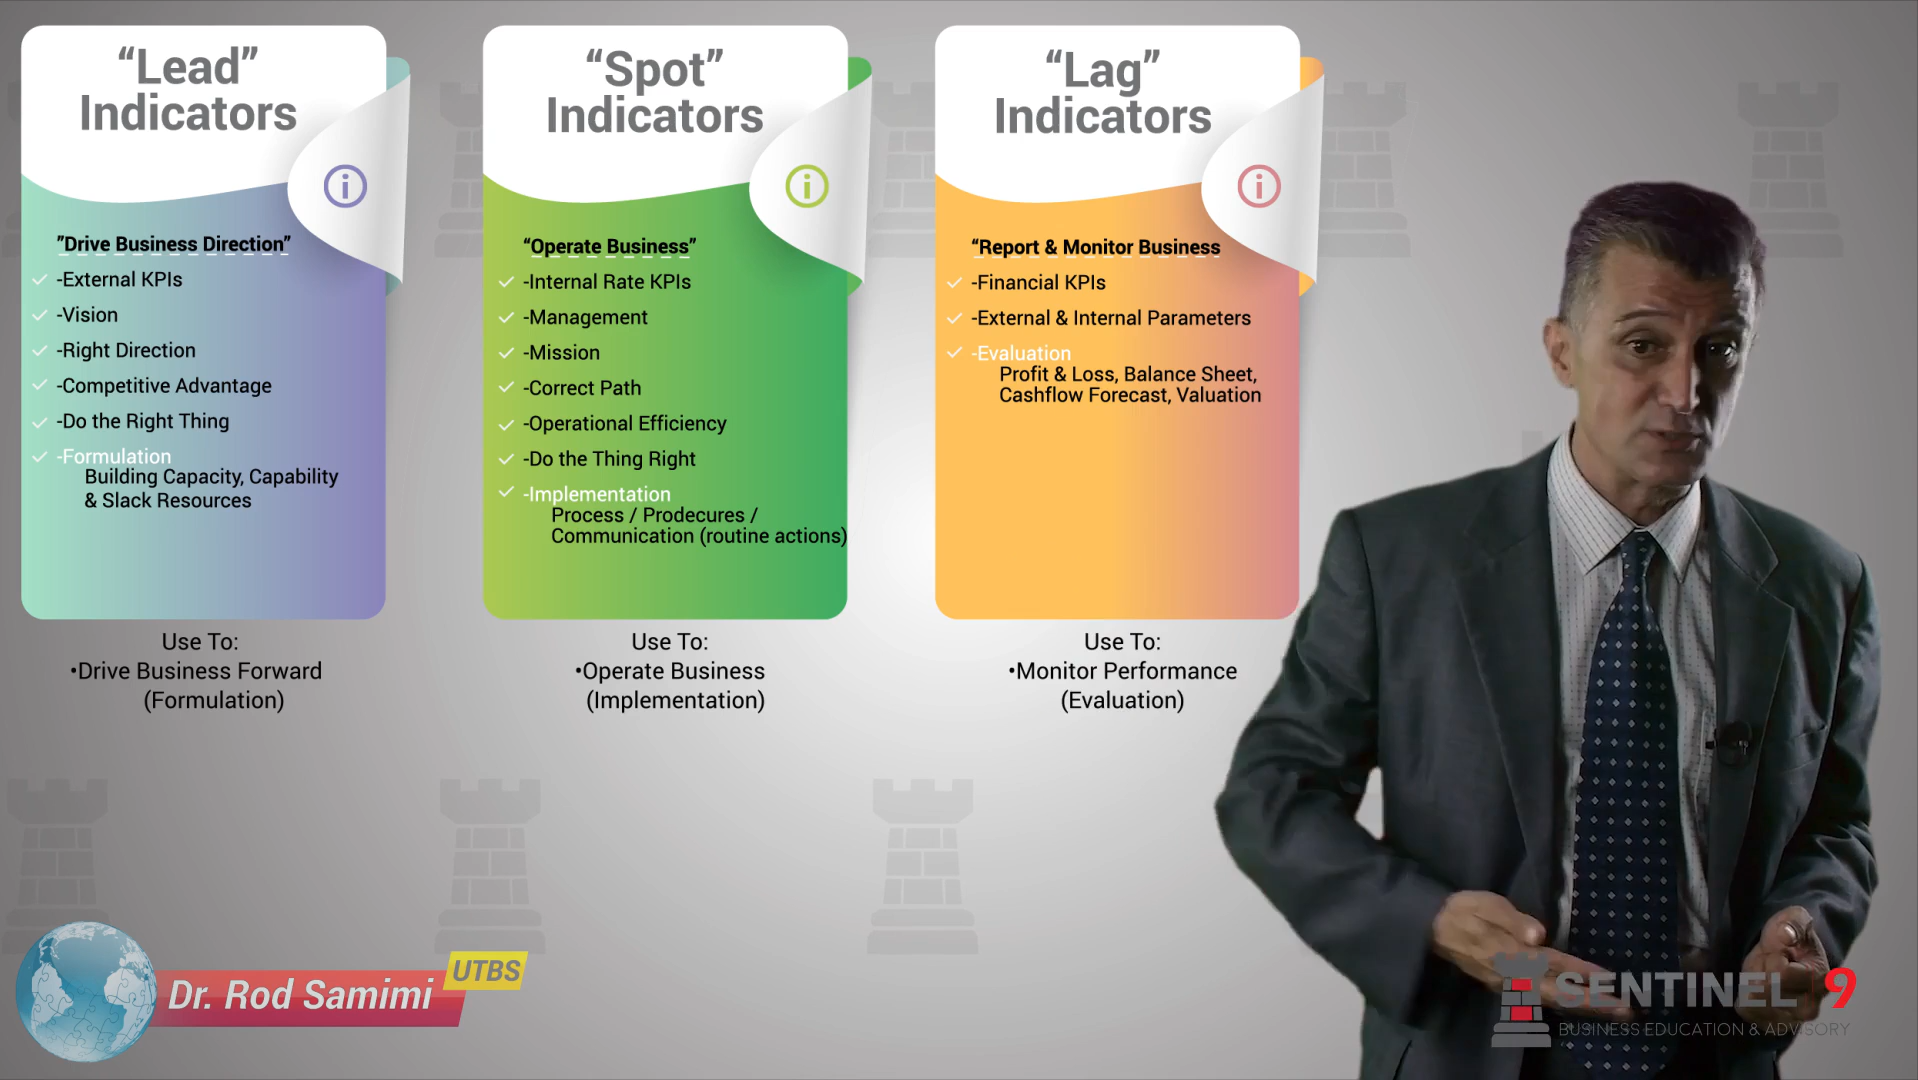 “Lead”
Indicators
”Drive Business Direction”
-External KPIs
-Vision
-Right Direction
-Competitive Advantage
-Do the Right Thing
-Formulation
Building Capacity, Capability
& Slack Resources
Use To:
•Drive Business Forward
(Formulation)
“Spot”
Indicators
“Operate Business”
-Internal Rate KPIs
-Management
-Mission
-Correct Path
-Operational Efficiency
-Do the Thing Right
-Implementation
Process / Prodecures /
Communication (routine actions)
Use To:
•Operate Business
(Implementation)
“Lag”
Indicators
“Report & Monitor Business
-Financial KPIs
-External & Internal Parameters
-Evaluation
Profit & Loss, Balance Sheet,
Cashflow Forecast, Valuation
Use To:
•Monitor Performance
(Evaluation)
Dr. Rod Samimi
UTBS
SENTINEL 9
BUSINESS EDUCATION & ADVISORY